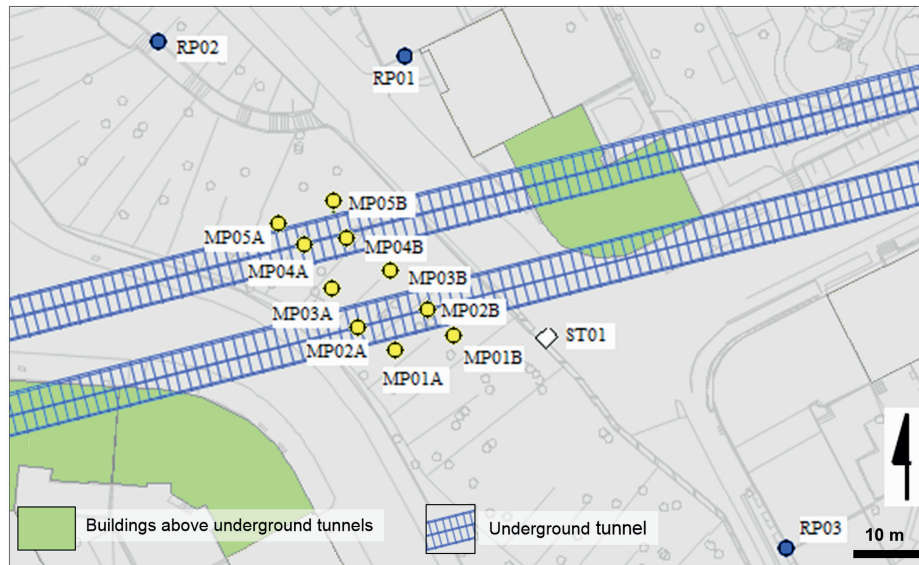 RP02
RP01
MP05B
MP05A
MP04B
MP04A
MP03B
MP03A
MP02B
ST01
MP02A
MP01B
MP01A
Buildings above underground tunnels
Underground tunnel
RP03
10 m